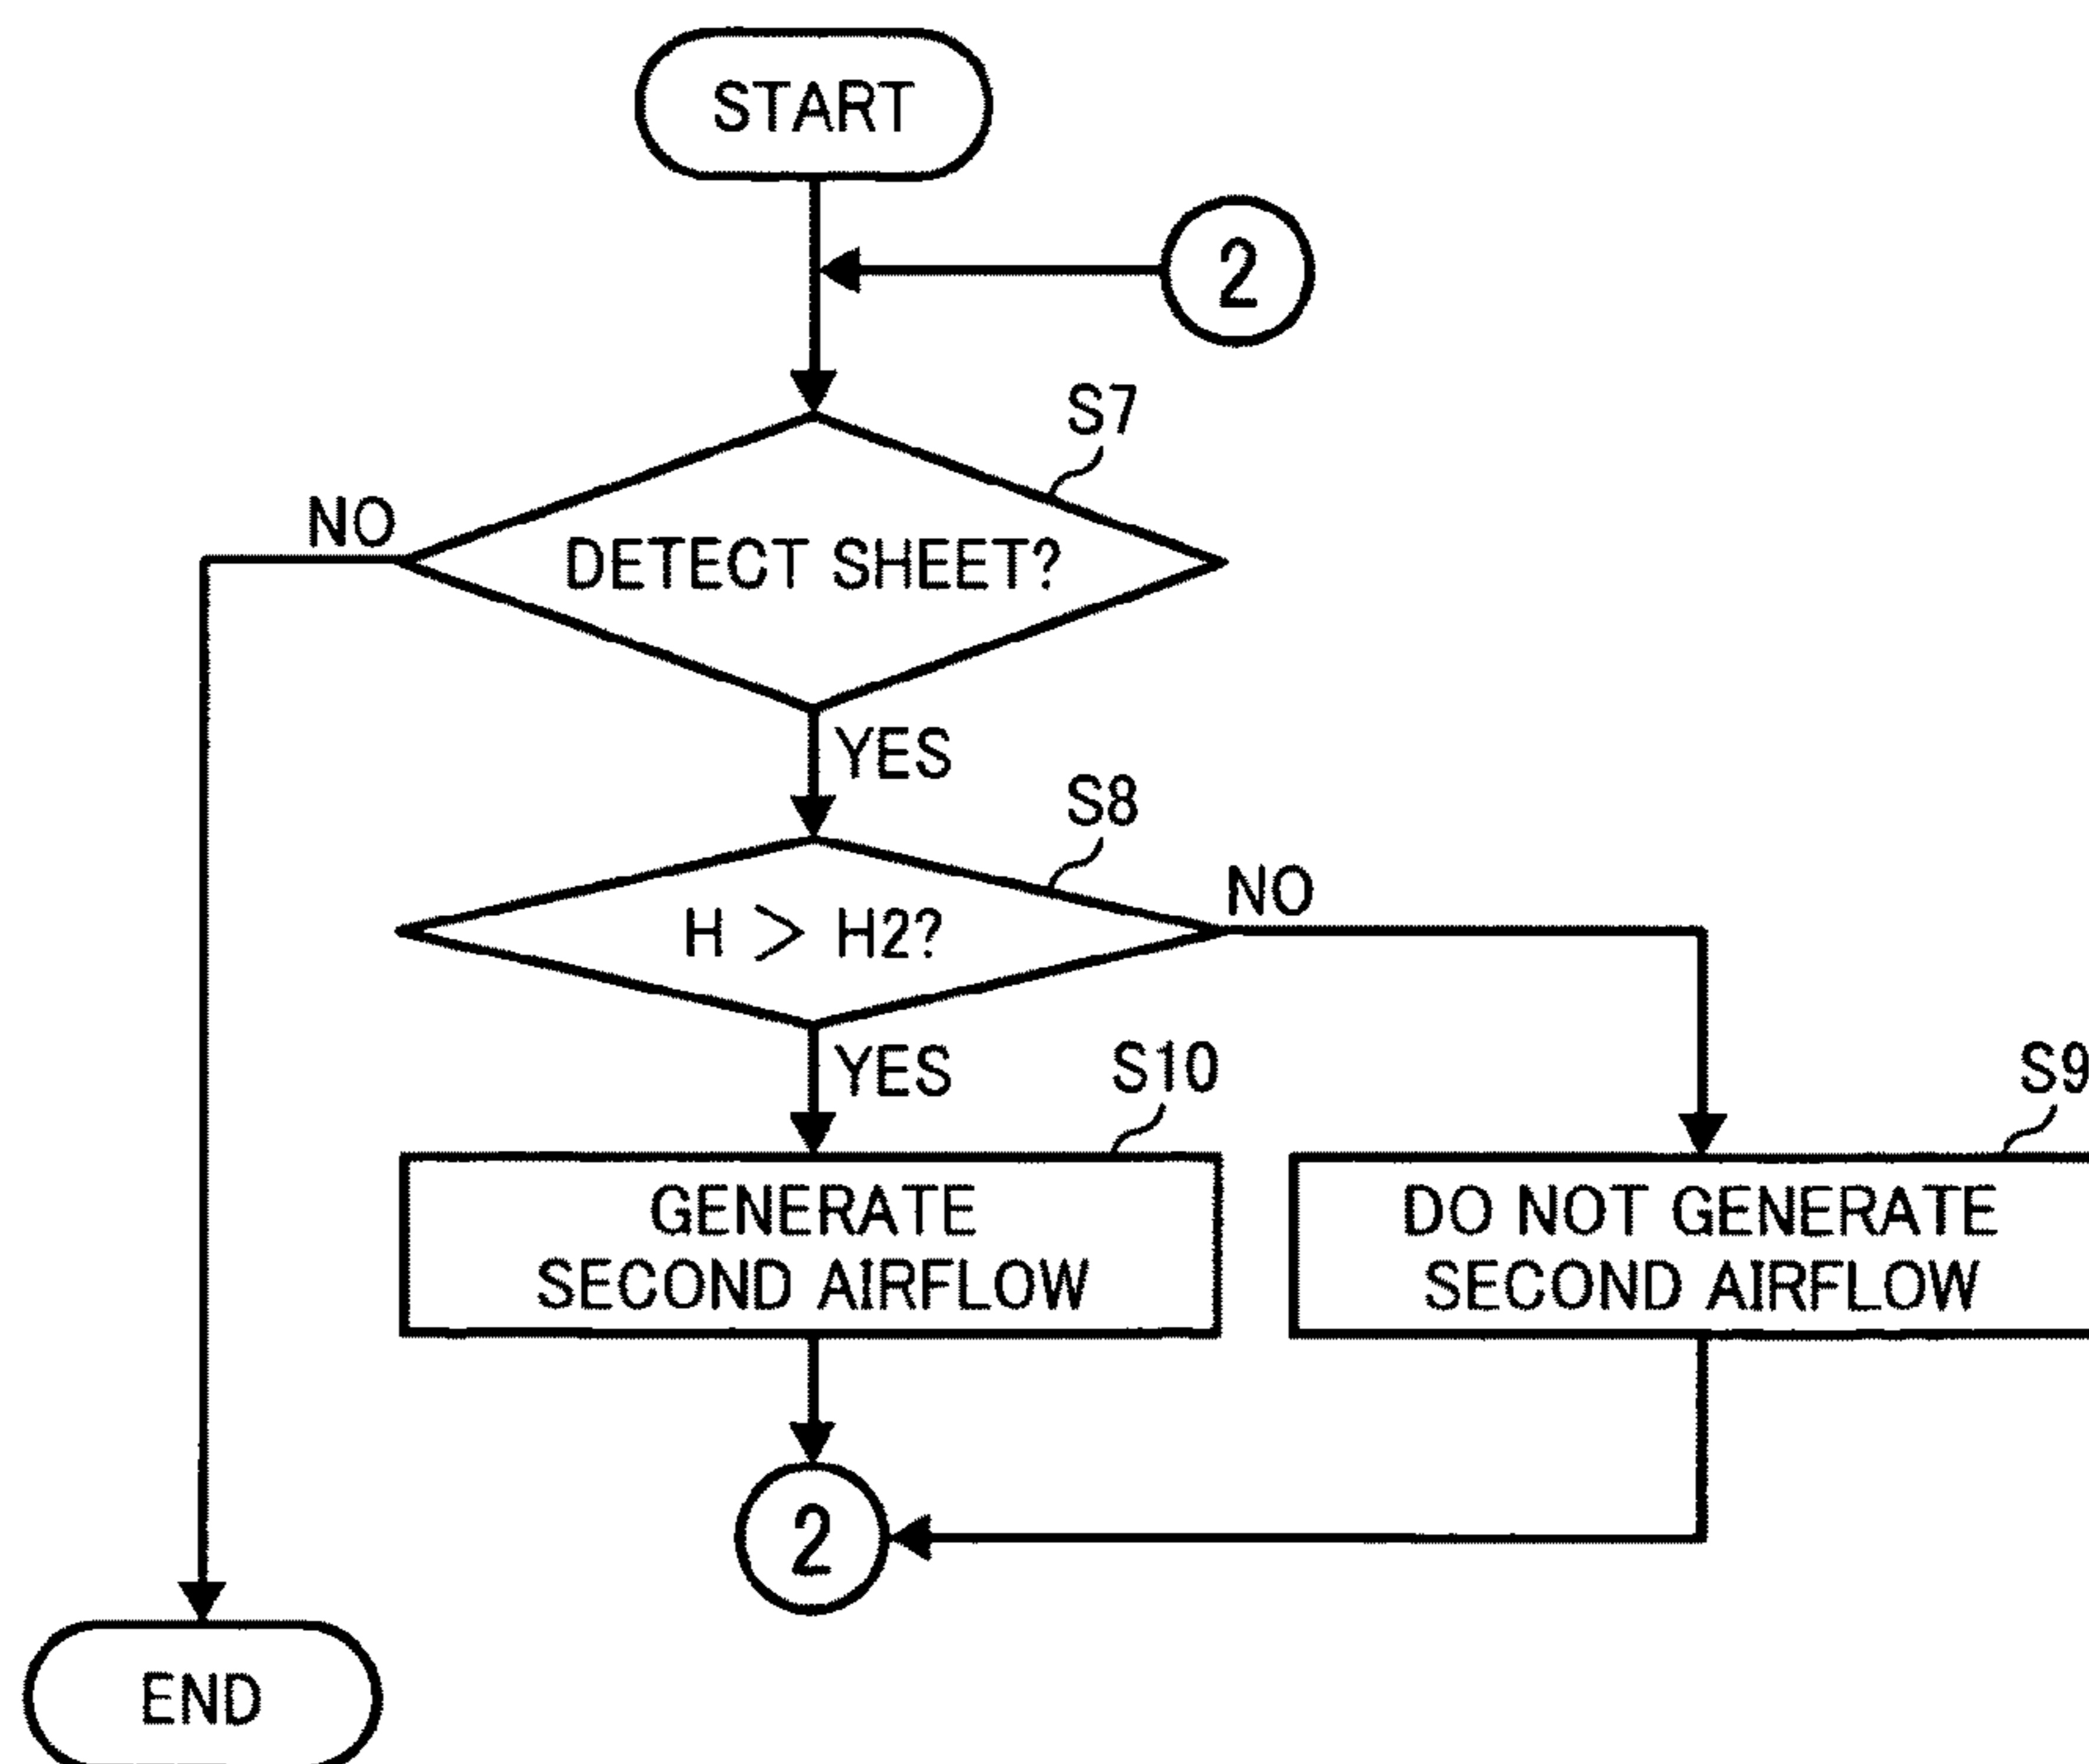 START
2
S7
NO
DETECT SHEET?
YES
S8
NO
H > H2?
YES
S10
S9
GENERATE
SECOND AIRFLOW
DO NOT GENERATE
SECOND AIRFLOW
2
END